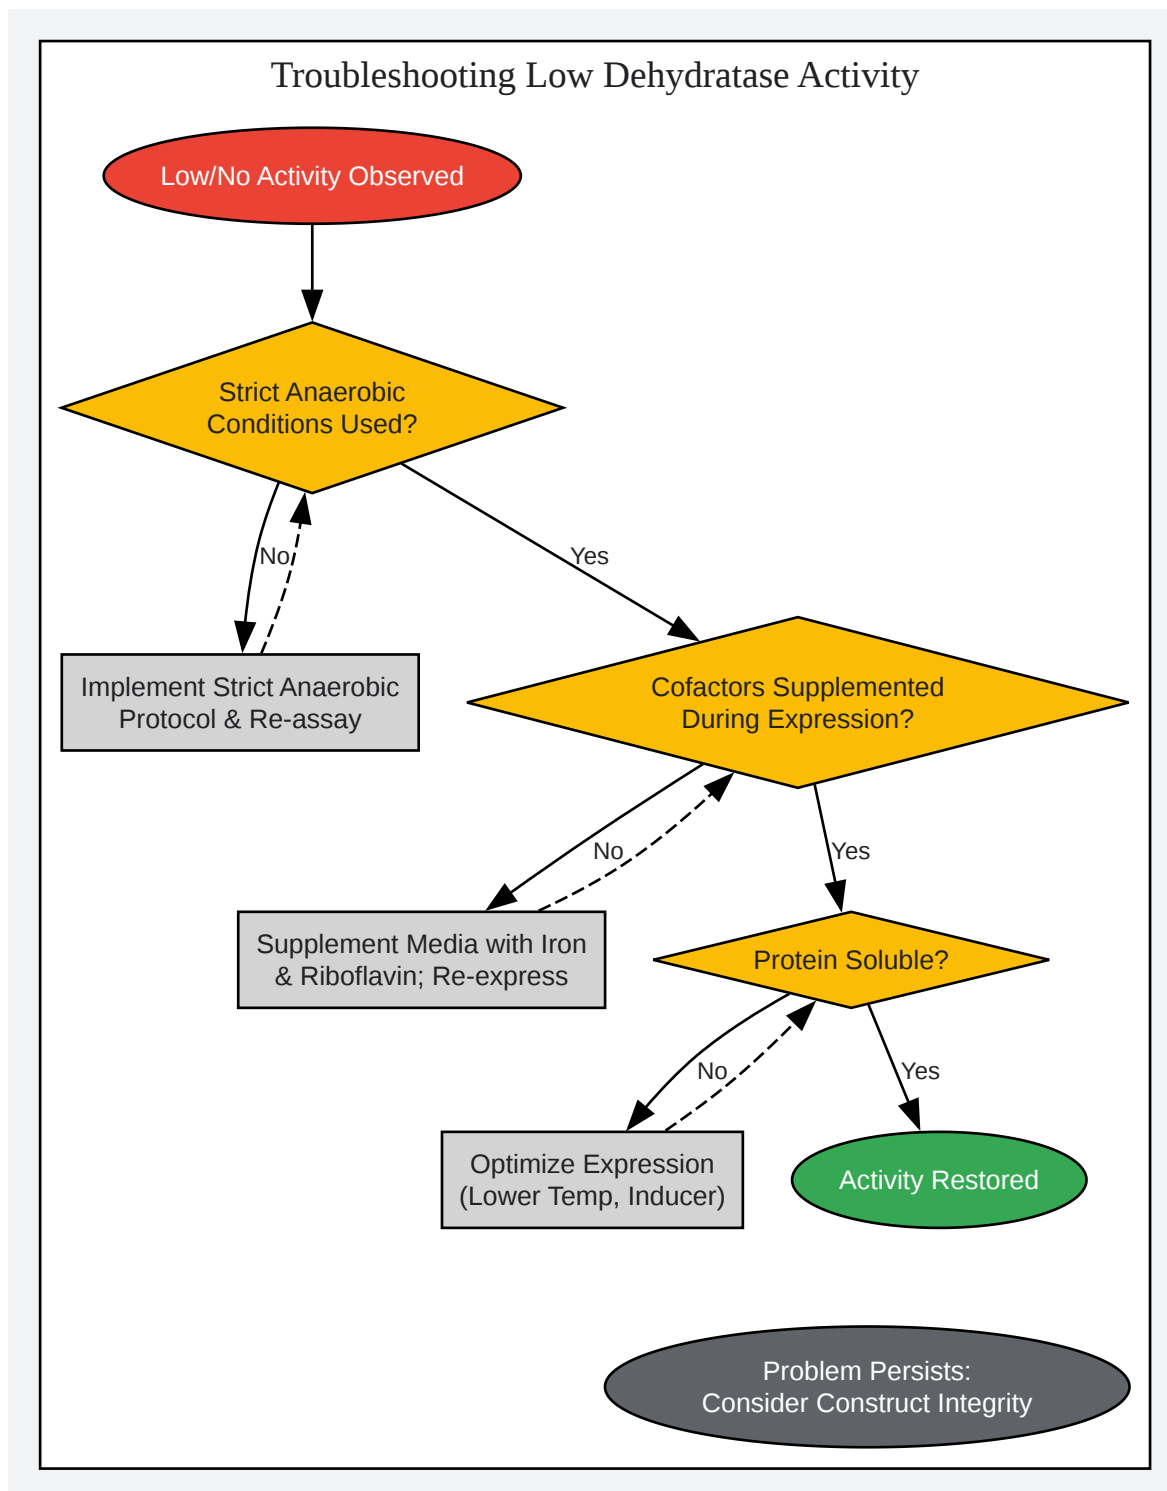 Troubleshooting Low Dehydratase Activity
Low/No Activity Observed
Strict Anaerobic
Conditions Used?
No
Yes
Implement Strict Anaerobic
Protocol & Re-assay
Cofactors Supplemented
During Expression?
No
Yes
Supplement Media with Iron
& Riboflavin; Re-express
Protein Soluble?
No
Yes
Optimize Expression
(Lower Temp, Inducer)
Activity Restored
Problem Persists:
Consider Construct Integrity